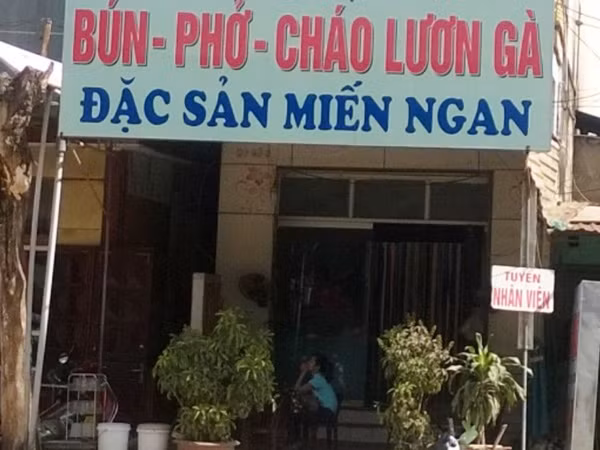 BÚN - PHỞ - CHÁO LƯƠN GÀ
ĐẶC SẢN MIẾN NGAN
TUYỂN
NHÂN VIÊN